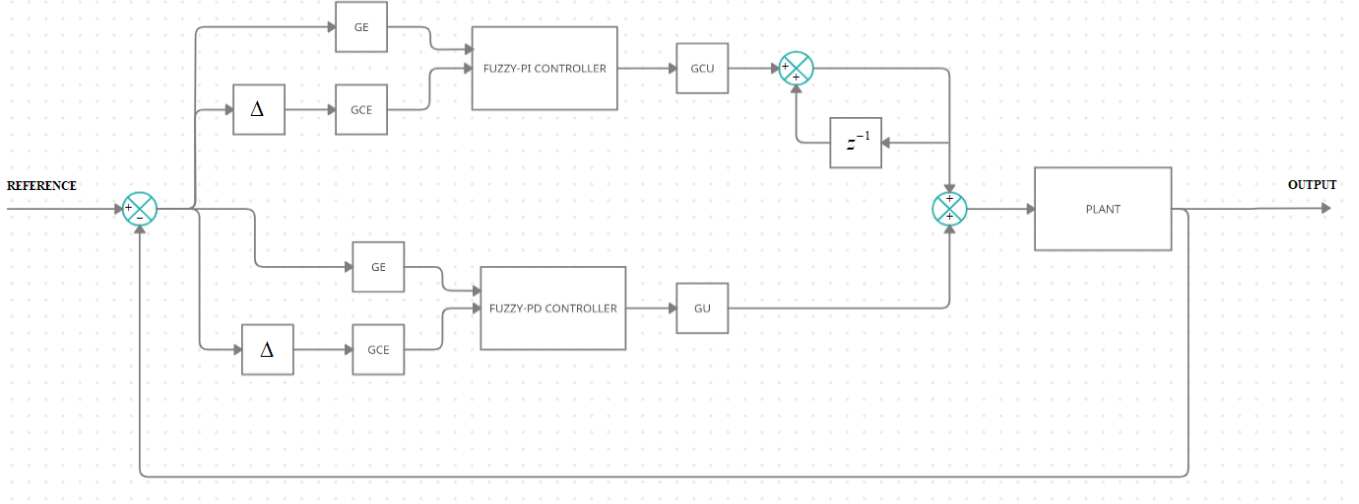 GE
FUZZY-PI CONTROLLER
GCU
+
+
Δ
GCE
z⁻¹
REFERENCE
+
−
+
+
PLANT
OUTPUT
GE
FUZZY-PD CONTROLLER
GU
Δ
GCE